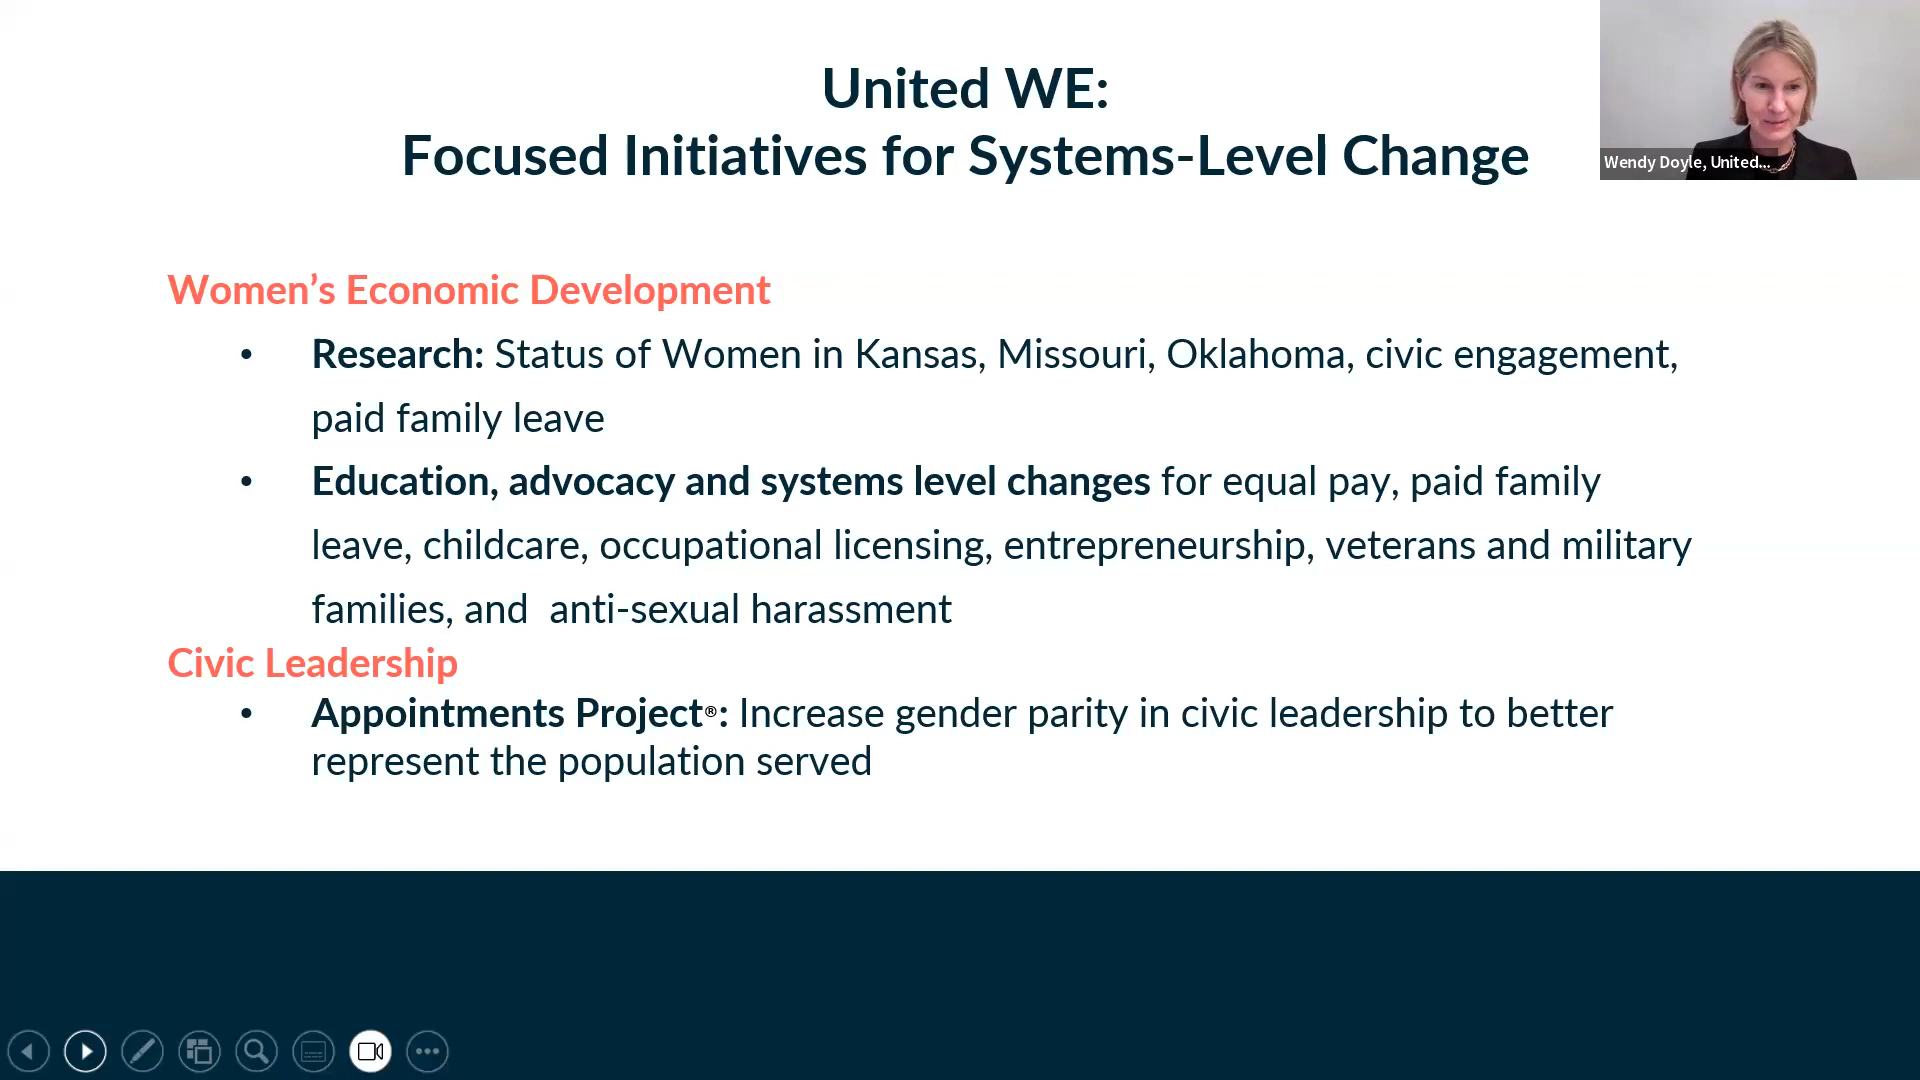 United WE:
Focused Initiatives for Systems-Level Change
Wendy Doyle, United...
Women’s Economic Development
• Research: Status of Women in Kansas, Missouri, Oklahoma, civic engagement,
paid family leave
• Education, advocacy and systems level changes for equal pay, paid family
leave, childcare, occupational licensing, entrepreneurship, veterans and military
families, and  anti-sexual harassment
Civic Leadership
• Appointments Project®: Increase gender parity in civic leadership to better
represent the population served